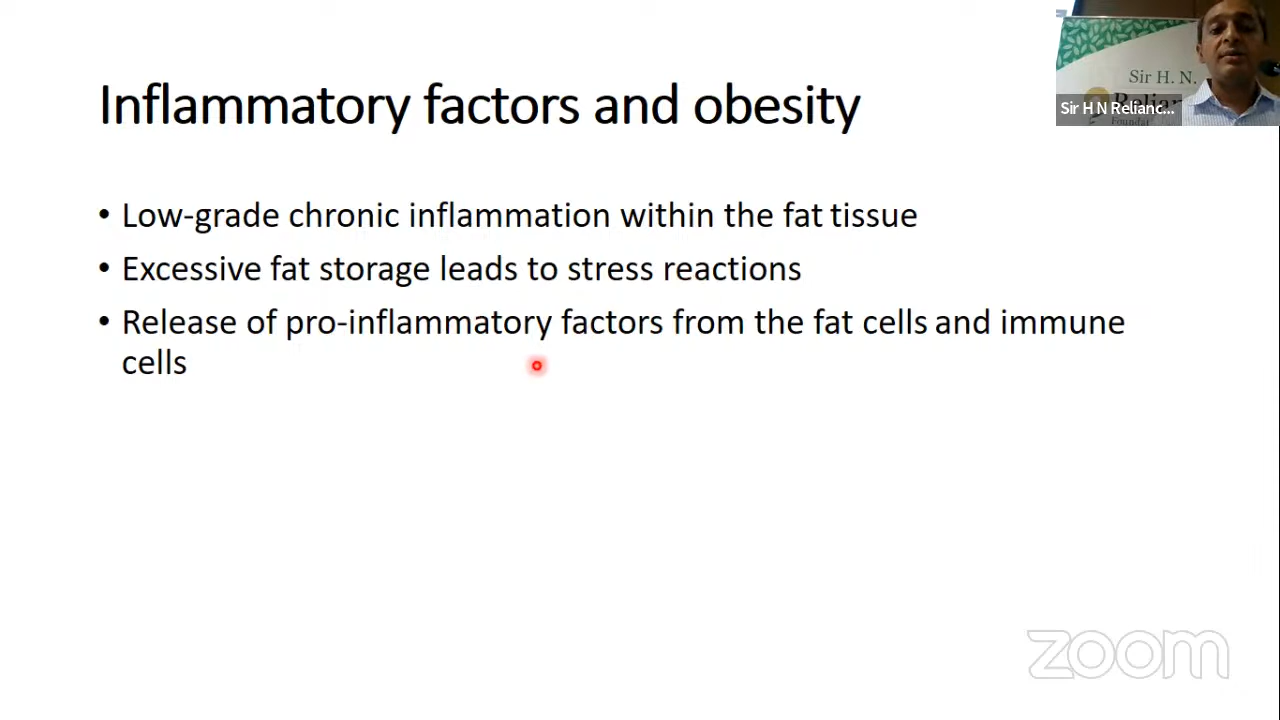 Inflammatory factors and obesity
• Low-grade chronic inflammation within the fat tissue
• Excessive fat storage leads to stress reactions
• Release of pro-inflammatory factors from the fat cells and immune
cells
Sir H. N.
Sir H N Relianc...
zoom